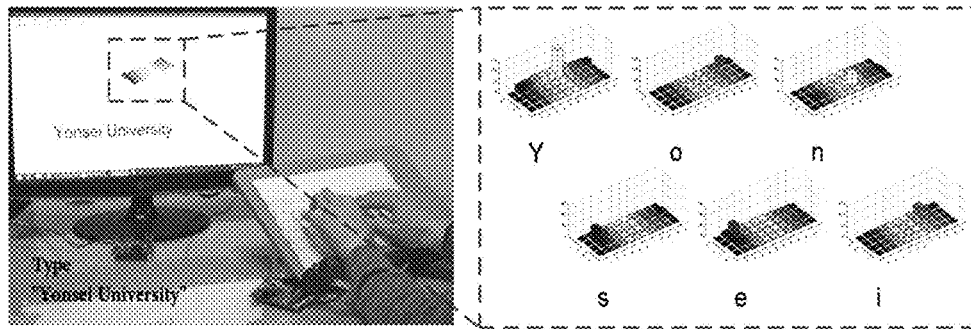 Yonsei University
Type
"Yonsei University"
Y o n
s e i